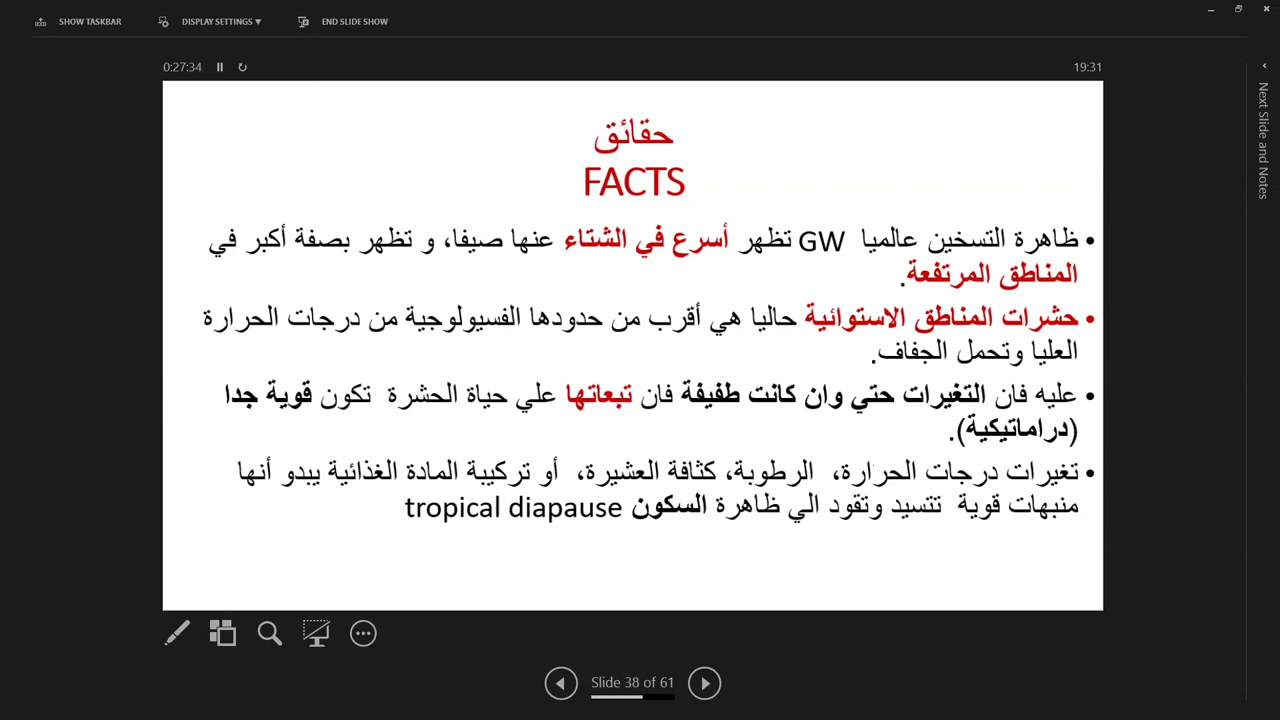 SHOW TASKBAR
DISPLAY SETTINGS ▼
END SLIDE SHOW
0:27:34
19:31
Next Slide and Notes
حقائق
FACTS
• ظاهرة التسخين عالميا GW تظهر أسرع في الشتاء عنها صيفا، و تظهر بصفة أكبر في
المناطق المرتفعة.
• حشرات المناطق الاستوائية حاليا هي أقرب من حدودها الفسيولوجية من درجات الحرارة
العليا وتحمل الجفاف.
• عليه فان التغيرات حتي وان كانت طفيفة فان تبعاتها علي حياة الحشرة تكون قوية جدا
(دراماتيكية).
• تغيرات درجات الحرارة، الرطوبة، كثافة العشيرة، أو تركيبة المادة الغذائية يبدو أنها
منبهات قوية تتسيد وتقود الي ظاهرة السكون tropical diapause
Slide 38 of 61